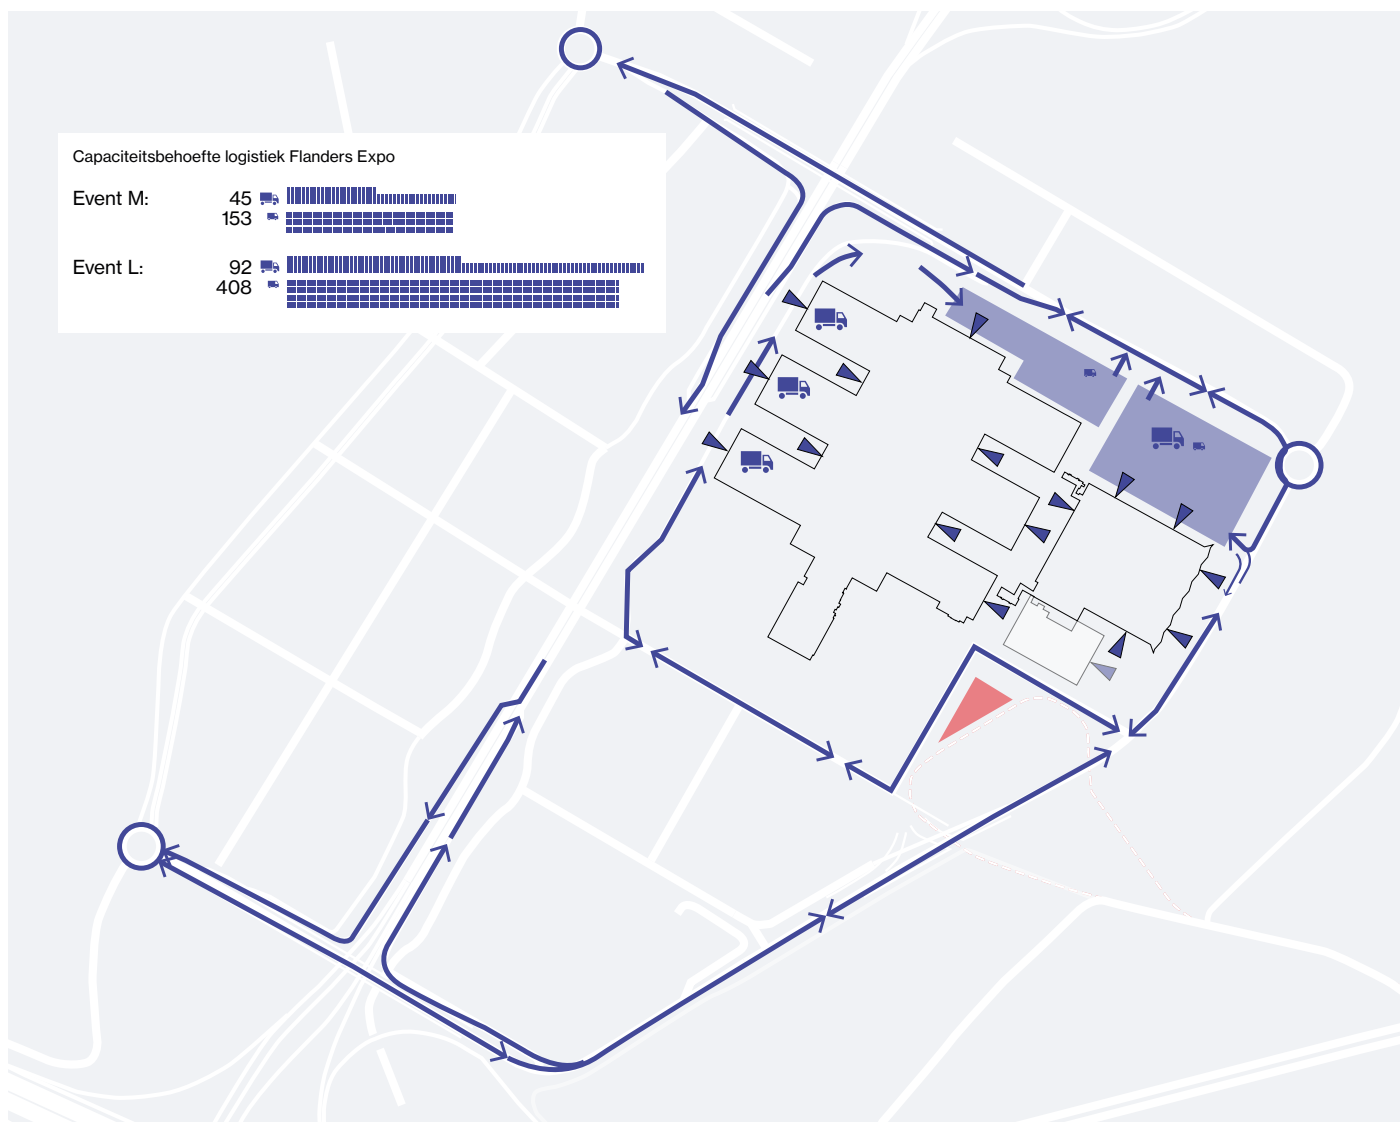 Capaciteitsbehoefte logistiek Flanders Expo
Event M: 45
153
Event L: 92
408